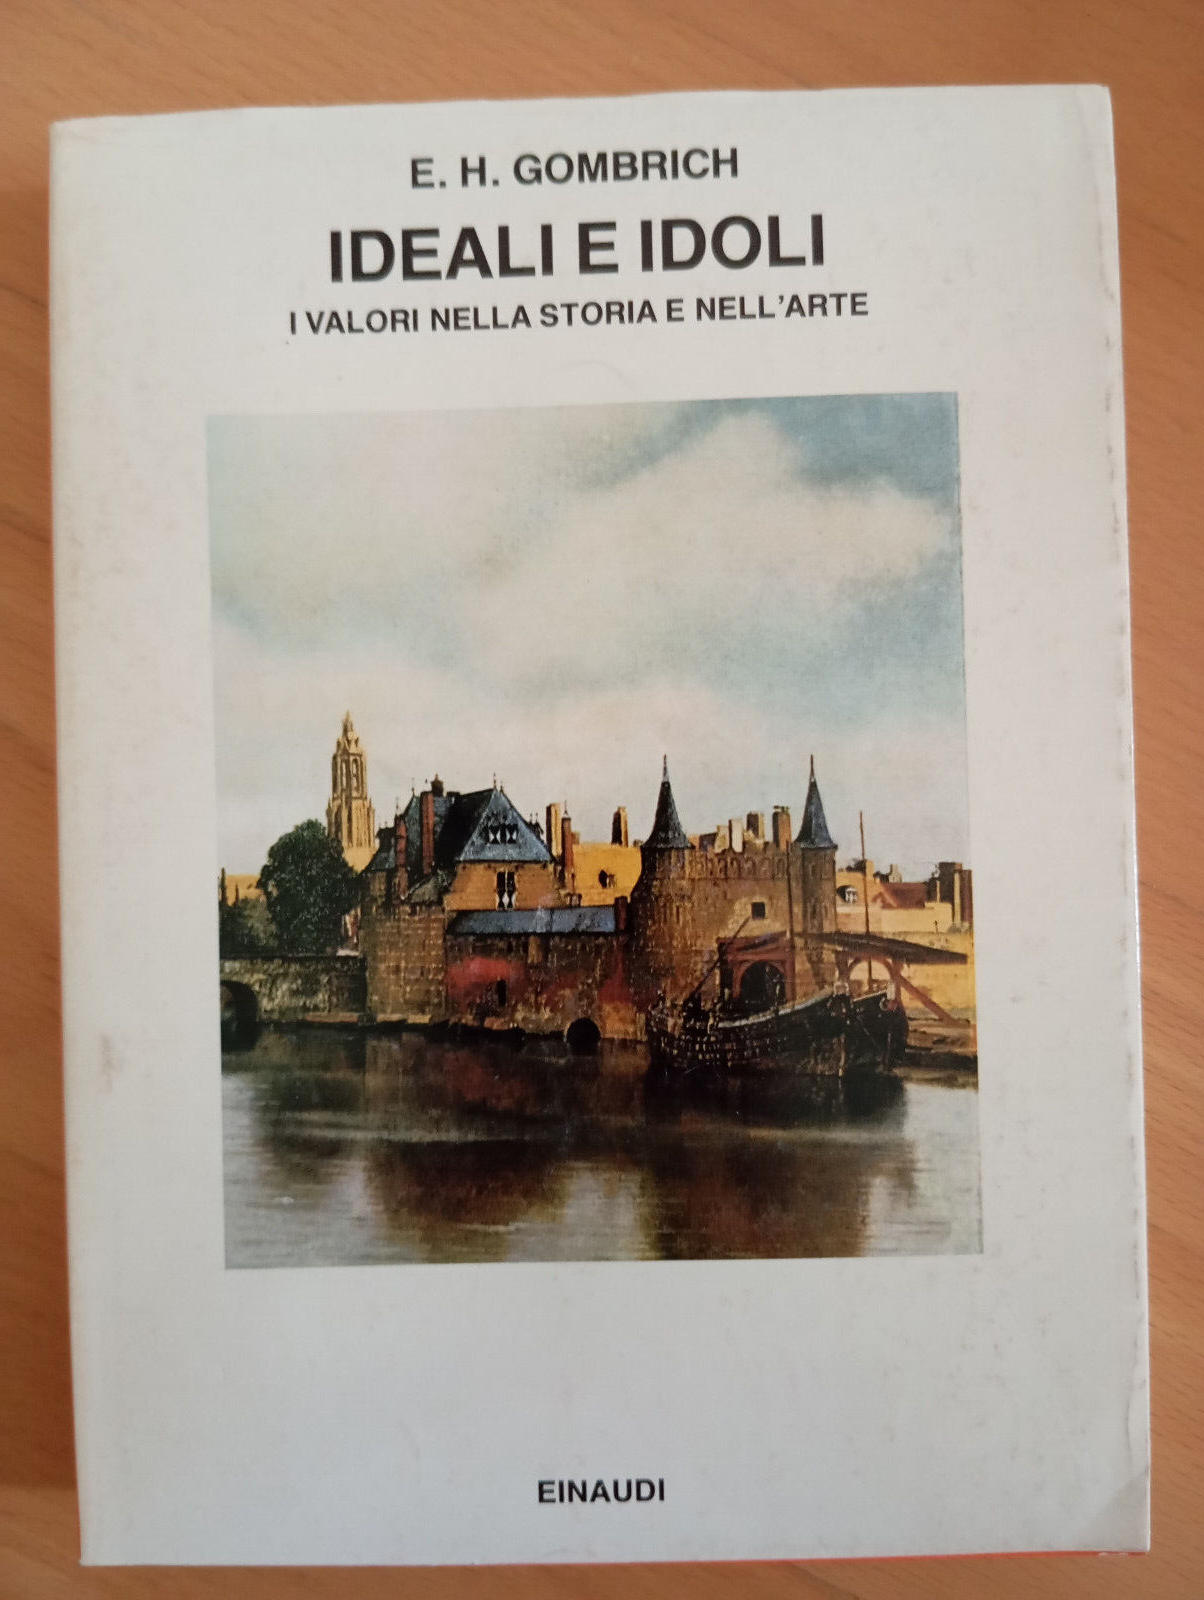 E. H. GOMBRICH
IDEALI E IDOLI
I VALORI NELLA STORIA E NELL'ARTE
EINAUDI